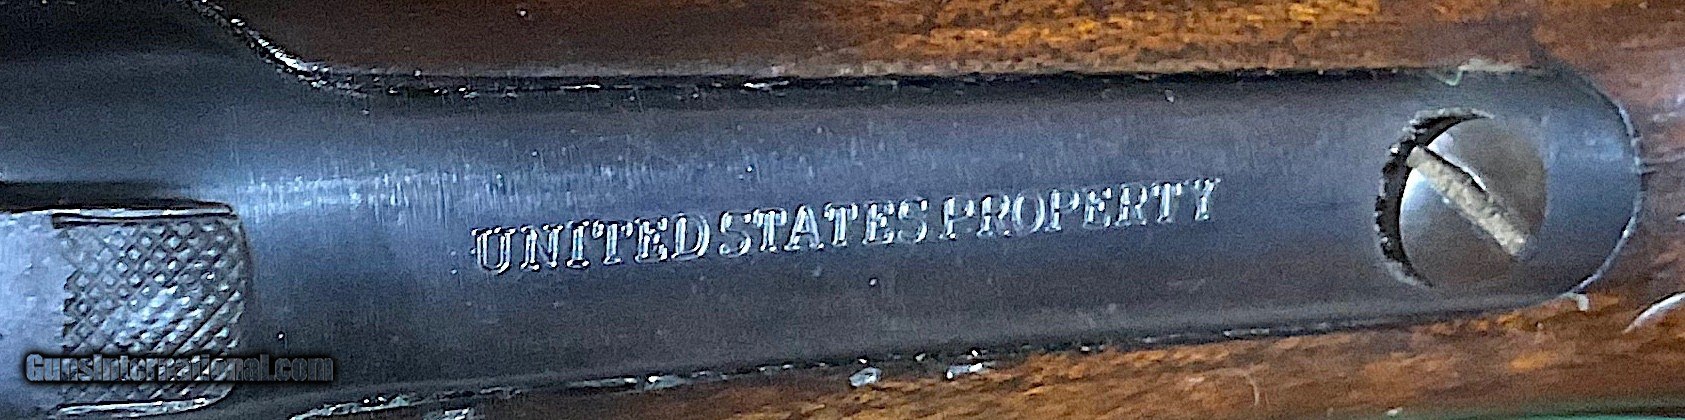 UNITED STATES PROPERTY
GunsInternational.com